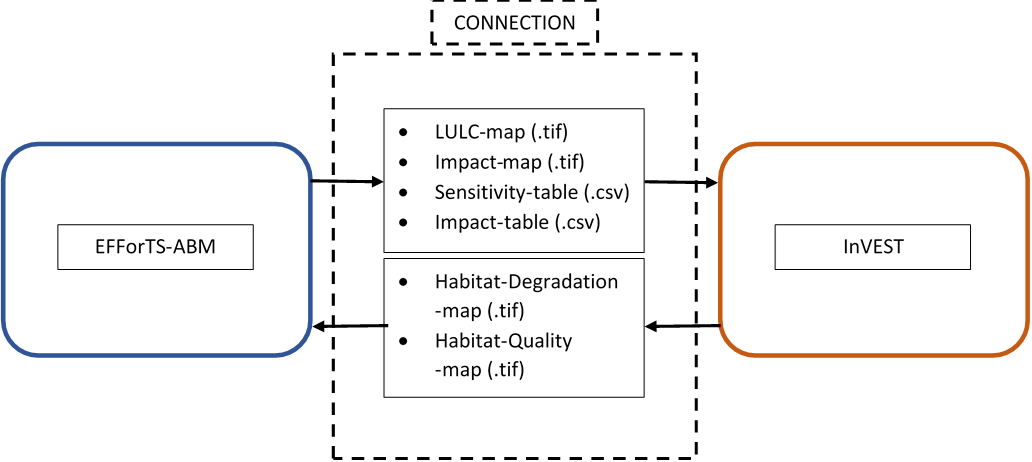 CONNECTION
EFForTS-ABM
• LULC-map (.tif)
• Impact-map (.tif)
• Sensitivity-table (.csv)
• Impact-table (.csv)
• Habitat-Degradation
-map (.tif)
• Habitat-Quality
-map (.tif)
InVEST